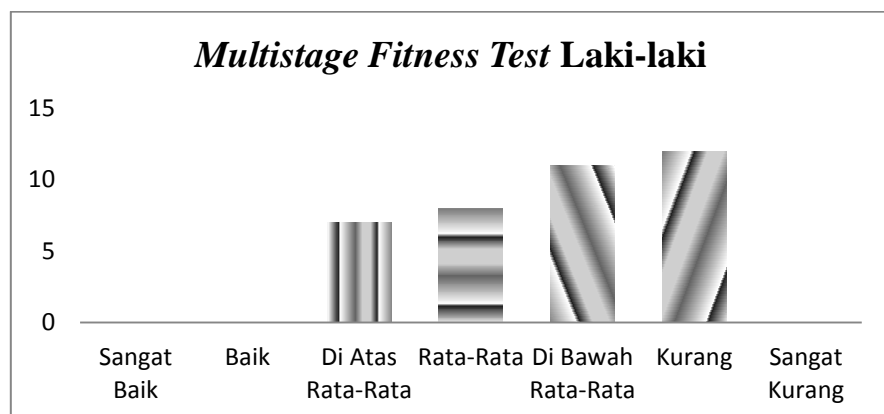 Multistage Fitness Test Laki-laki
15
10
5
0
Sangat Baik
Baik
Di Atas Rata-Rata
Rata-Rata
Di Bawah Rata-Rata
Kurang
Sangat Kurang